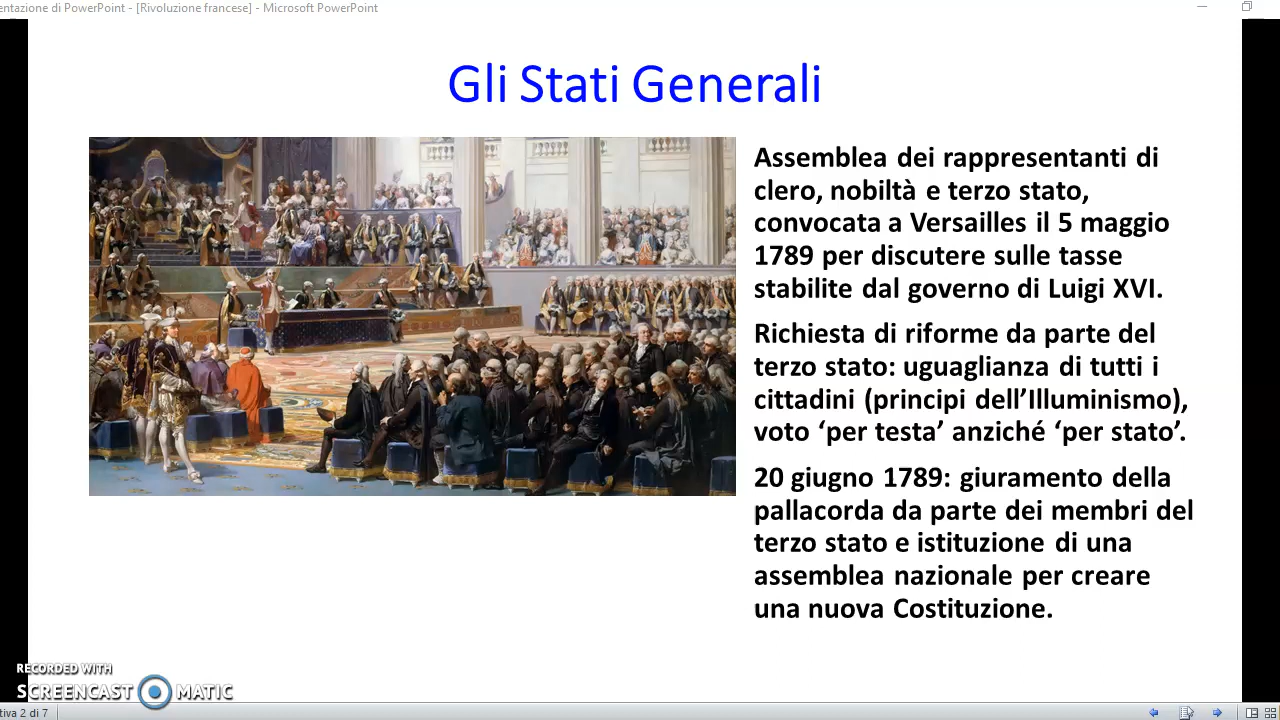 entazione di PowerPoint - [Rivoluzione francese] - Microsoft PowerPoint
Gli Stati Generali
Assemblea dei rappresentanti di
clero, nobiltà e terzo stato,
convocata a Versailles il 5 maggio
1789 per discutere sulle tasse
stabilite dal governo di Luigi XVI.
Richiesta di riforme da parte del
terzo stato: uguaglianza di tutti i
cittadini (principi dell’Illuminismo),
voto ‘per testa’ anziché ‘per stato’.
20 giugno 1789: giuramento della
pallacorda da parte dei membri del
terzo stato e istituzione di una
assemblea nazionale per creare
una nuova Costituzione.
RECORDED WITH
SCREENCAST MATIC
tiva 2 di 7